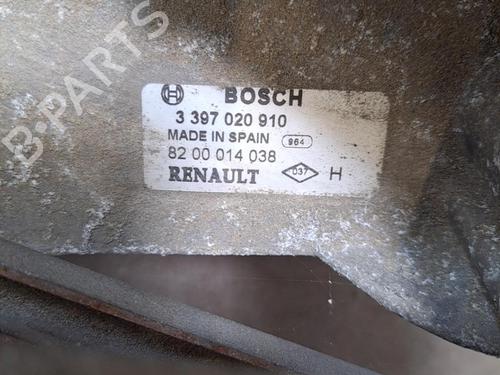 B-PARTS
BOSCH
3 397 020 910
MADE IN SPAIN 964
82 00 014 038
RENAULT 037 H